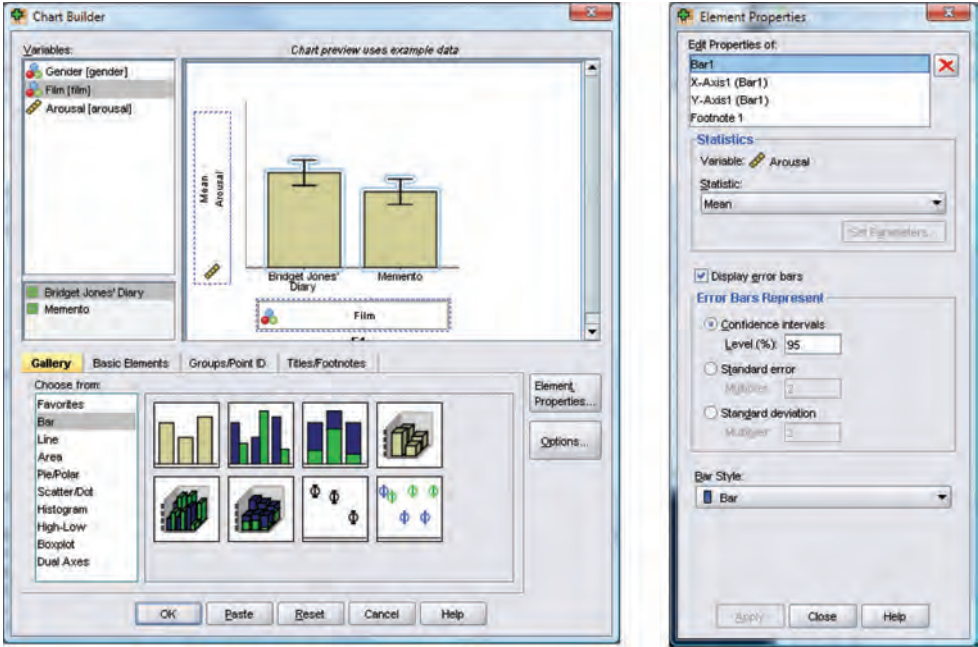 Chart Builder
Variables:
Gender [gender]
Film [film]
Arousal [arousal]
Bridget Jones' Diary
Memento
Chart preview uses example data
Mean
Arousal
Bridget Jones'
Diary
Memento
Film
Gallery
Basic Elements
Groups/Point ID
Titles/Footnotes
Choose from:
Favorites
Bar
Line
Area
Pie/Polar
Scatter/Dot
Histogram
High-Low
Boxplot
Dual Axes
Element
Properties...
Options...
OK
Paste
Reset
Cancel
Help
Element Properties
Edit Properties of:
Bar1
X-Axis1 (Bar1)
Y-Axis1 (Bar1)
Footnote 1
Statistics
Variable: Arousal
Statistic:
Mean
Set Parameters...
Display error bars
Error Bars Represent
Confidence intervals
Level (%): 95
Standard error
Multiplier: 2
Standard deviation
Multiplier: 2
Bar Style:
Bar
Apply
Close
Help